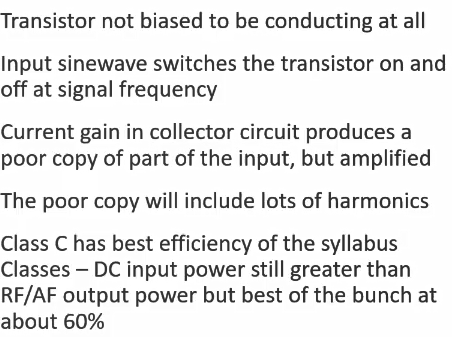 Transistor not biased to be conducting at all
Input sinewave switches the transistor on and
off at signal frequency
Current gain in collector circuit produces a
poor copy of part of the input, but amplified
The poor copy will include lots of harmonics
Class C has best efficiency of the syllabus
Classes – DC input power still greater than
RF/AF output power but best of the bunch at
about 60%